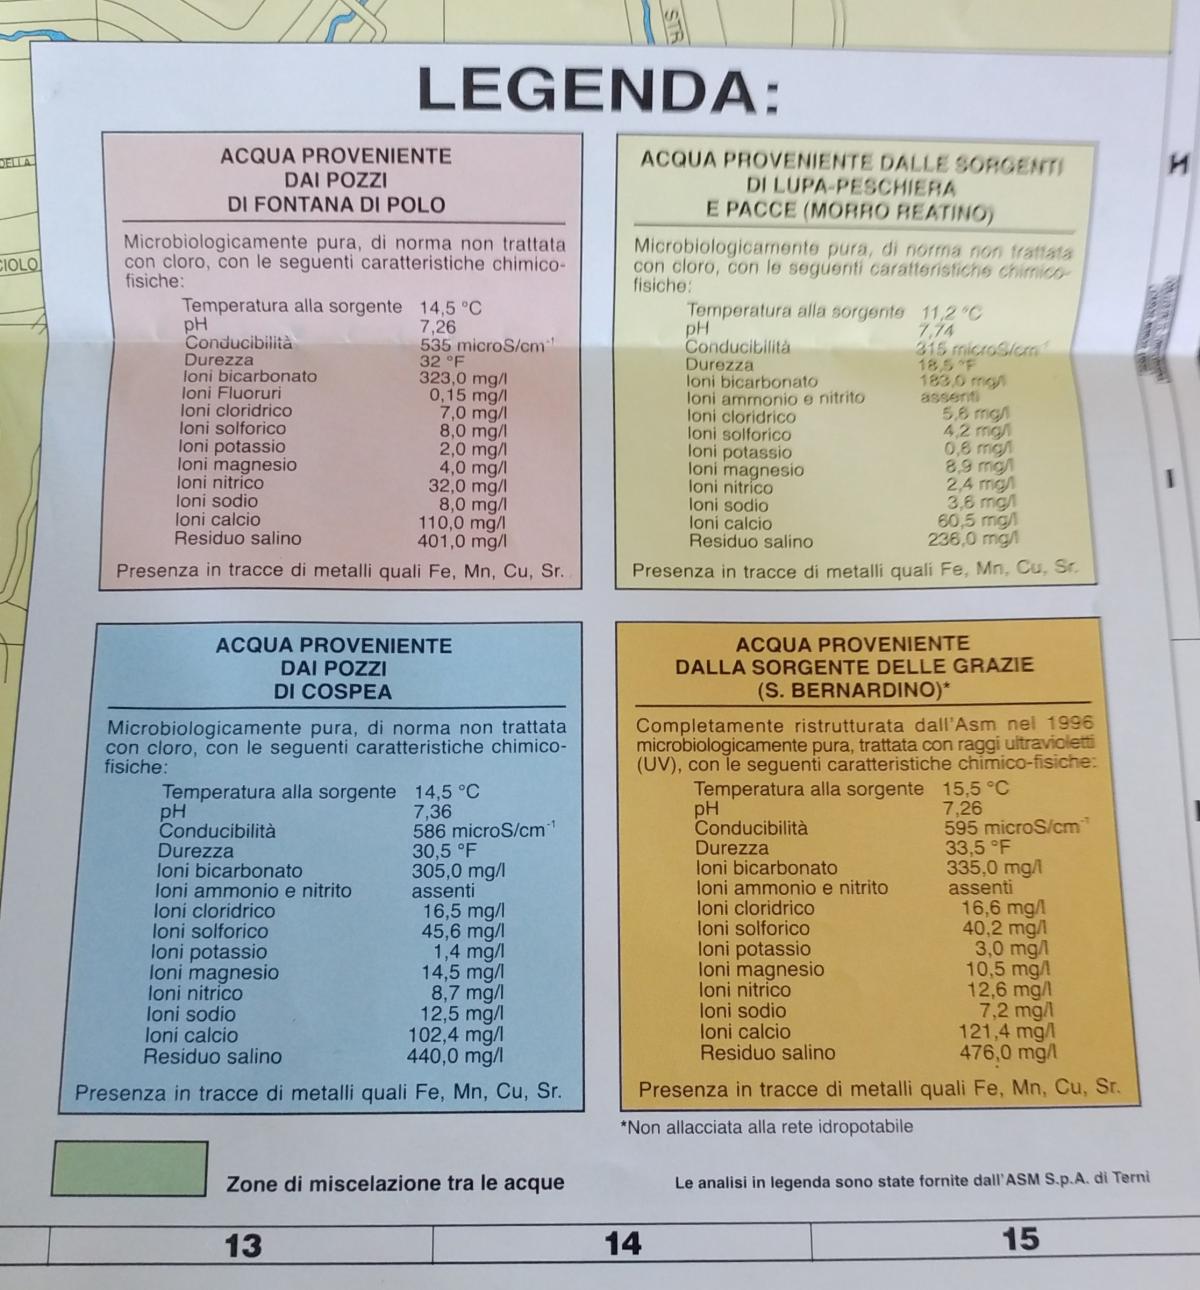 STR
DELLA
CIOLO
LEGENDA:
ACQUA PROVENIENTE
DAI POZZI
DI FONTANA DI POLO
Microbiologicamente pura, di norma non trattata
con cloro, con le seguenti caratteristiche chimico-
fisiche:
Temperatura alla sorgente 14,5 °C
pH 7,26
Conducibilità 535 microS/cm⁻¹
Durezza 32 °F
Ioni bicarbonato 323,0 mg/l
Ioni Fluoruri 0,15 mg/l
Ioni cloridrico 7,0 mg/l
Ioni solforico 8,0 mg/l
Ioni potassio 2,0 mg/l
Ioni magnesio 4,0 mg/l
Ioni nitrico 32,0 mg/l
Ioni sodio 8,0 mg/l
Ioni calcio 110,0 mg/l
Residuo salino 401,0 mg/l
Presenza in tracce di metalli quali Fe, Mn, Cu, Sr.
ACQUA PROVENIENTE DALLE SORGENTI
DI LUPA-PESCHIERA
E PACCE (MORRO REATINO)
Microbiologicamente pura, di norma non trattata
con cloro, con le seguenti caratteristiche chimico-
fisiche:
Temperatura alla sorgente 11,2 °C
pH 7,74
Conducibilità 315 microS/cm⁻¹
Durezza 18,5 °F
Ioni bicarbonato 183,0 mg/l
Ioni ammonio e nitrito assenti
Ioni cloridrico 5,6 mg/l
Ioni solforico 4,2 mg/l
Ioni potassio 0,6 mg/l
Ioni magnesio 8,9 mg/l
Ioni nitrico 2,4 mg/l
Ioni sodio 3,6 mg/l
Ioni calcio 60,5 mg/l
Residuo salino 236,0 mg/l
Presenza in tracce di metalli quali Fe, Mn, Cu, Sr.
ACQUA PROVENIENTE
DAI POZZI
DI COSPEA
Microbiologicamente pura, di norma non trattata
con cloro, con le seguenti caratteristiche chimico-
fisiche:
Temperatura alla sorgente 14,5 °C
pH 7,36
Conducibilità 586 microS/cm⁻¹
Durezza 30,5 °F
Ioni bicarbonato 305,0 mg/l
Ioni ammonio e nitrito assenti
Ioni cloridrico 16,5 mg/l
Ioni solforico 45,6 mg/l
Ioni potassio 1,4 mg/l
Ioni magnesio 14,5 mg/l
Ioni nitrico 8,7 mg/l
Ioni sodio 12,5 mg/l
Ioni calcio 102,4 mg/l
Residuo salino 440,0 mg/l
Presenza in tracce di metalli quali Fe, Mn, Cu, Sr.
ACQUA PROVENIENTE
DALLA SORGENTE DELLE GRAZIE
(S. BERNARDINO)*
Completamente ristrutturata dall'Asm nel 1996
microbiologicamente pura, trattata con raggi ultravioletti
(UV), con le seguenti caratteristiche chimico-fisiche:
Temperatura alla sorgente 15,5 °C
pH 7,26
Conducibilità 595 microS/cm⁻¹
Durezza 33,5 °F
Ioni bicarbonato 335,0 mg/l
Ioni ammonio e nitrito assenti
Ioni cloridrico 16,6 mg/l
Ioni solforico 40,2 mg/l
Ioni potassio 3,0 mg/l
Ioni magnesio 10,5 mg/l
Ioni nitrico 12,6 mg/l
Ioni sodio 7,2 mg/l
Ioni calcio 121,4 mg/l
Residuo salino 476,0 mg/l
Presenza in tracce di metalli quali Fe, Mn, Cu, Sr.
*Non allacciata alla rete idropotabile
Zone di miscelazione tra le acque
Le analisi in legenda sono state fornite dall'ASM S.p.A. di Terni
H
I
13
14
15